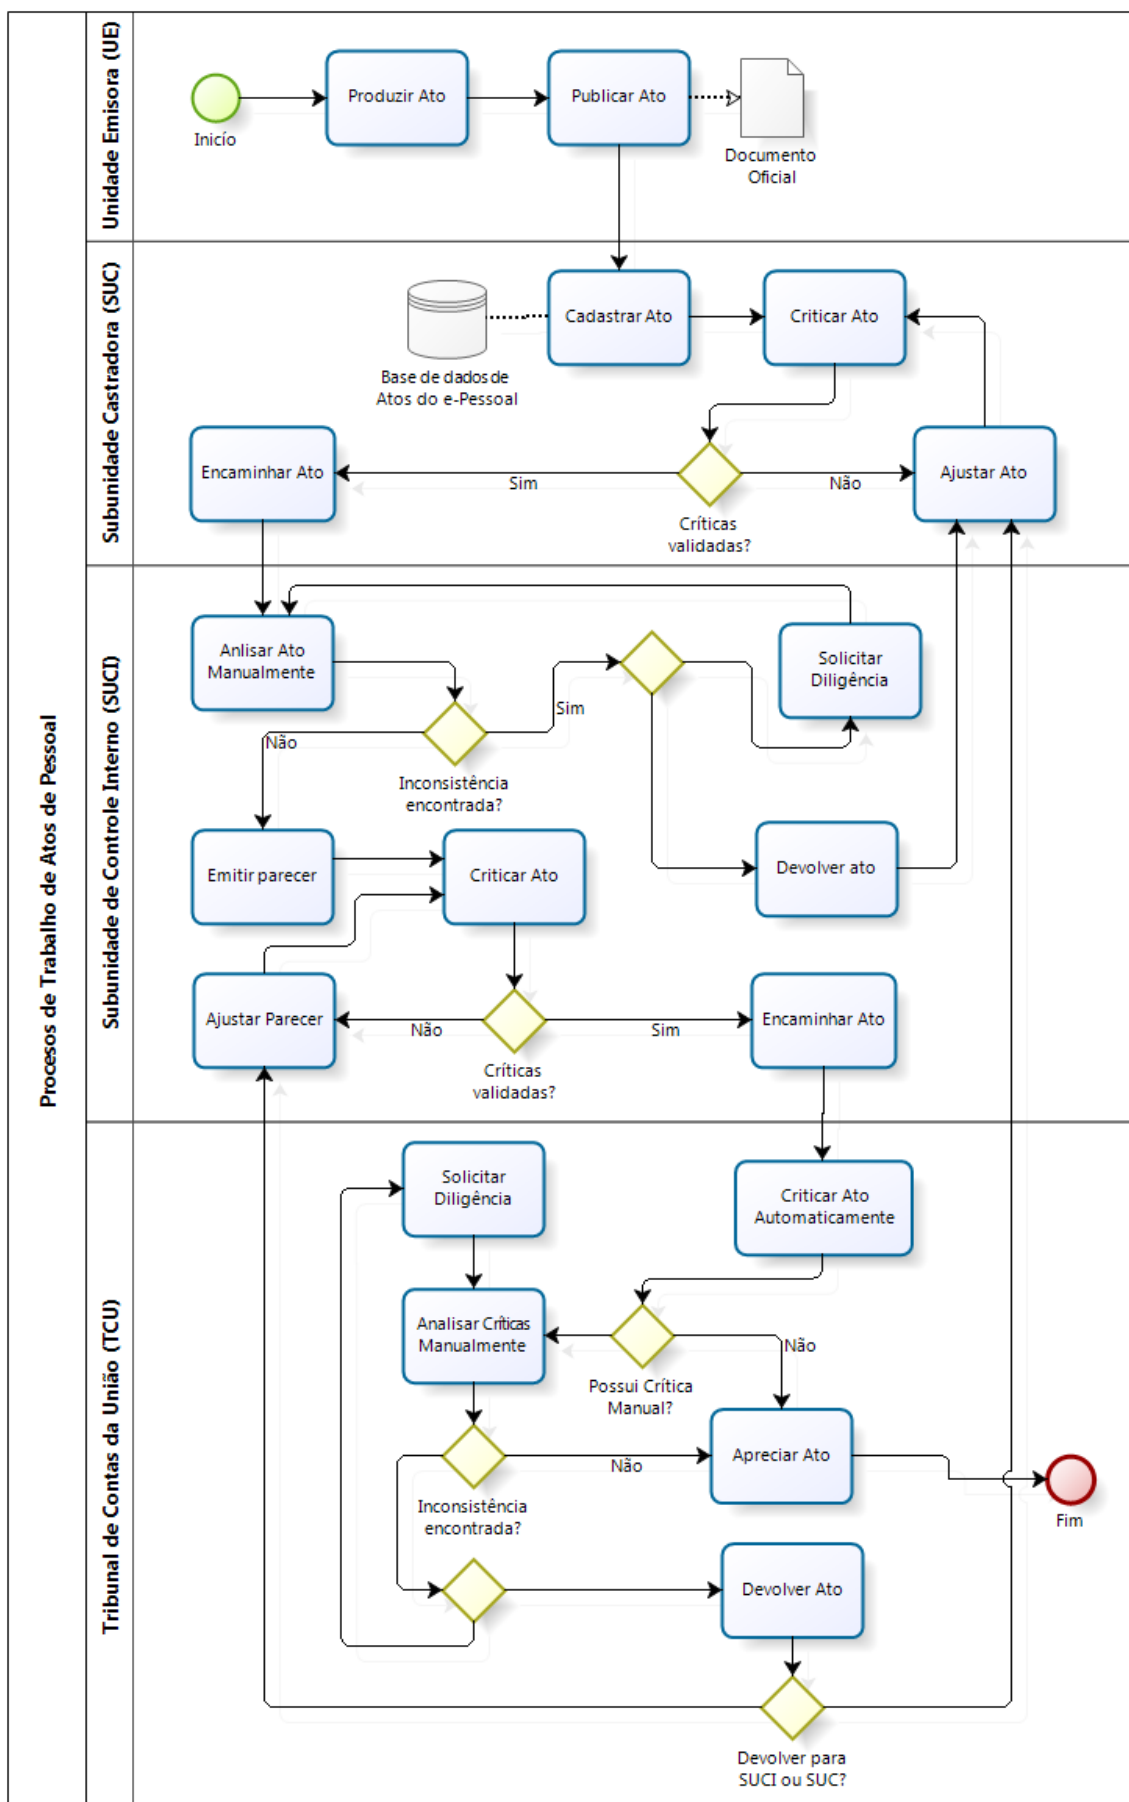 Procesos de Trabalho de Atos de Pessoal
Unidade Emisora (UE)
Inicío
Produzir Ato
Publicar Ato
Documento
Oficial
Subunidade Castradora (SUC)
Base de dados de
Atos do e-Pessoal
Cadastrar Ato
Criticar Ato
Encaminhar Ato
Sim
Críticas
validadas?
Não
Ajustar Ato
Subunidade de Controle Interno (SUCI)
Anlisar Ato
Manualmente
Não
Inconsistência
encontrada?
Sim
Solicitar
Diligência
Devolver ato
Emitir parecer
Criticar Ato
Ajustar Parecer
Não
Críticas
validadas?
Sim
Encaminhar Ato
Tribunal de Contas da União (TCU)
Solicitar
Diligência
Criticar Ato
Automaticamente
Analisar Críticas
Manualmente
Possui Crítica
Manual?
Não
Inconsistência
encontrada?
Não
Apreciar Ato
Fim
Devolver Ato
Devolver para
SUCI ou SUC?